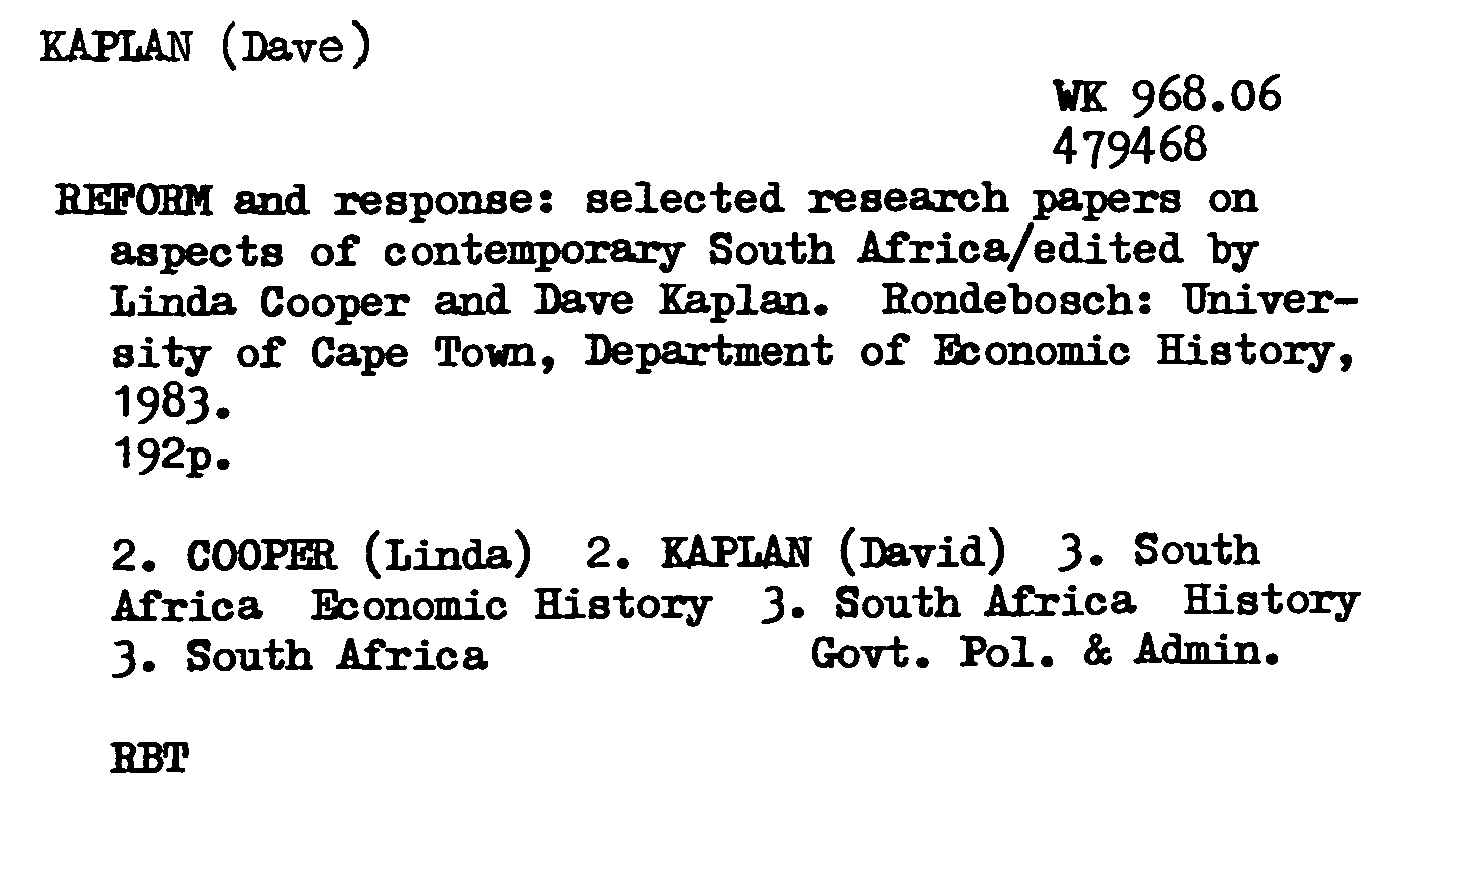 KAPLAN (Dave)
WK 968.06
479468
REFORM and response: selected research papers on
aspects of contemporary South Africa/edited by
Linda Cooper and Dave Kaplan. Rondebosch: Univer-
sity of Cape Town, Department of Economic History,
1983.
192p.
2. COOPER (Linda) 2. KAPLAN (David) 3. South
Africa Economic History 3. South Africa History
3. South Africa Govt. Pol. & Admin.
RBT